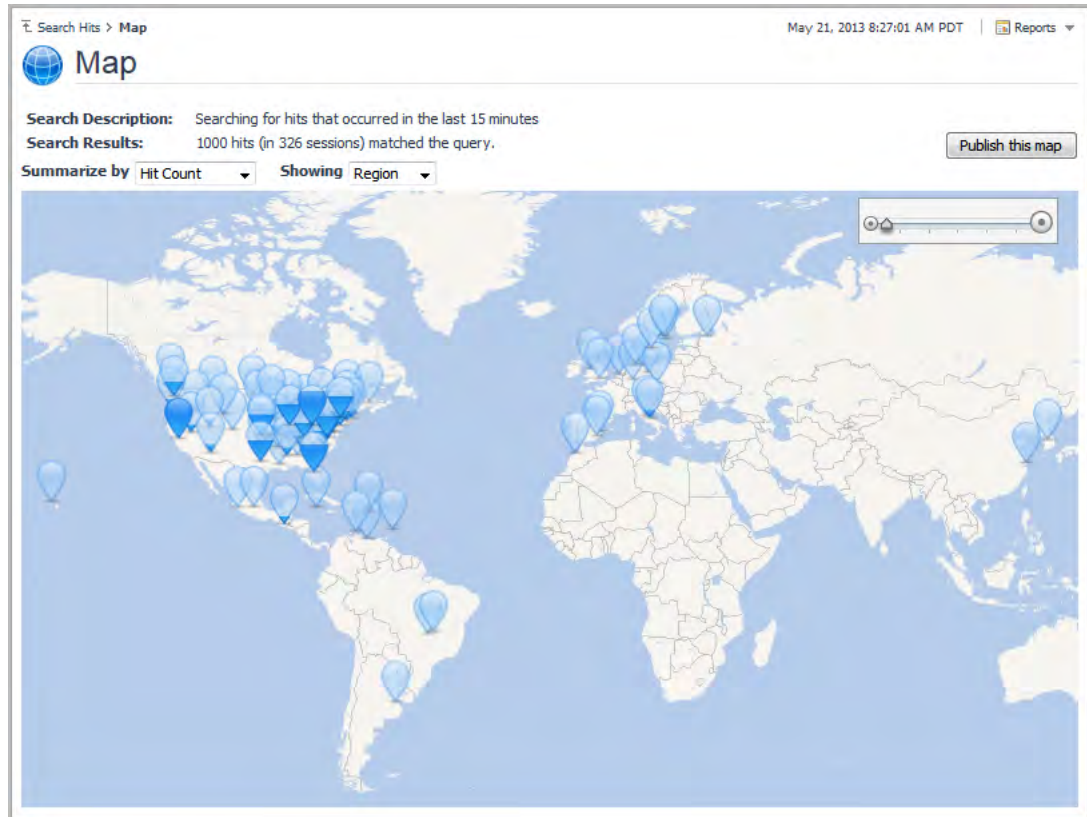 Search Hits > Map
May 21, 2013 8:27:01 AM PDT
Reports
Map
Search Description: Searching for hits that occurred in the last 15 minutes
Search Results: 1000 hits (in 326 sessions) matched the query.
Publish this map
Summarize by Hit Count Showing Region